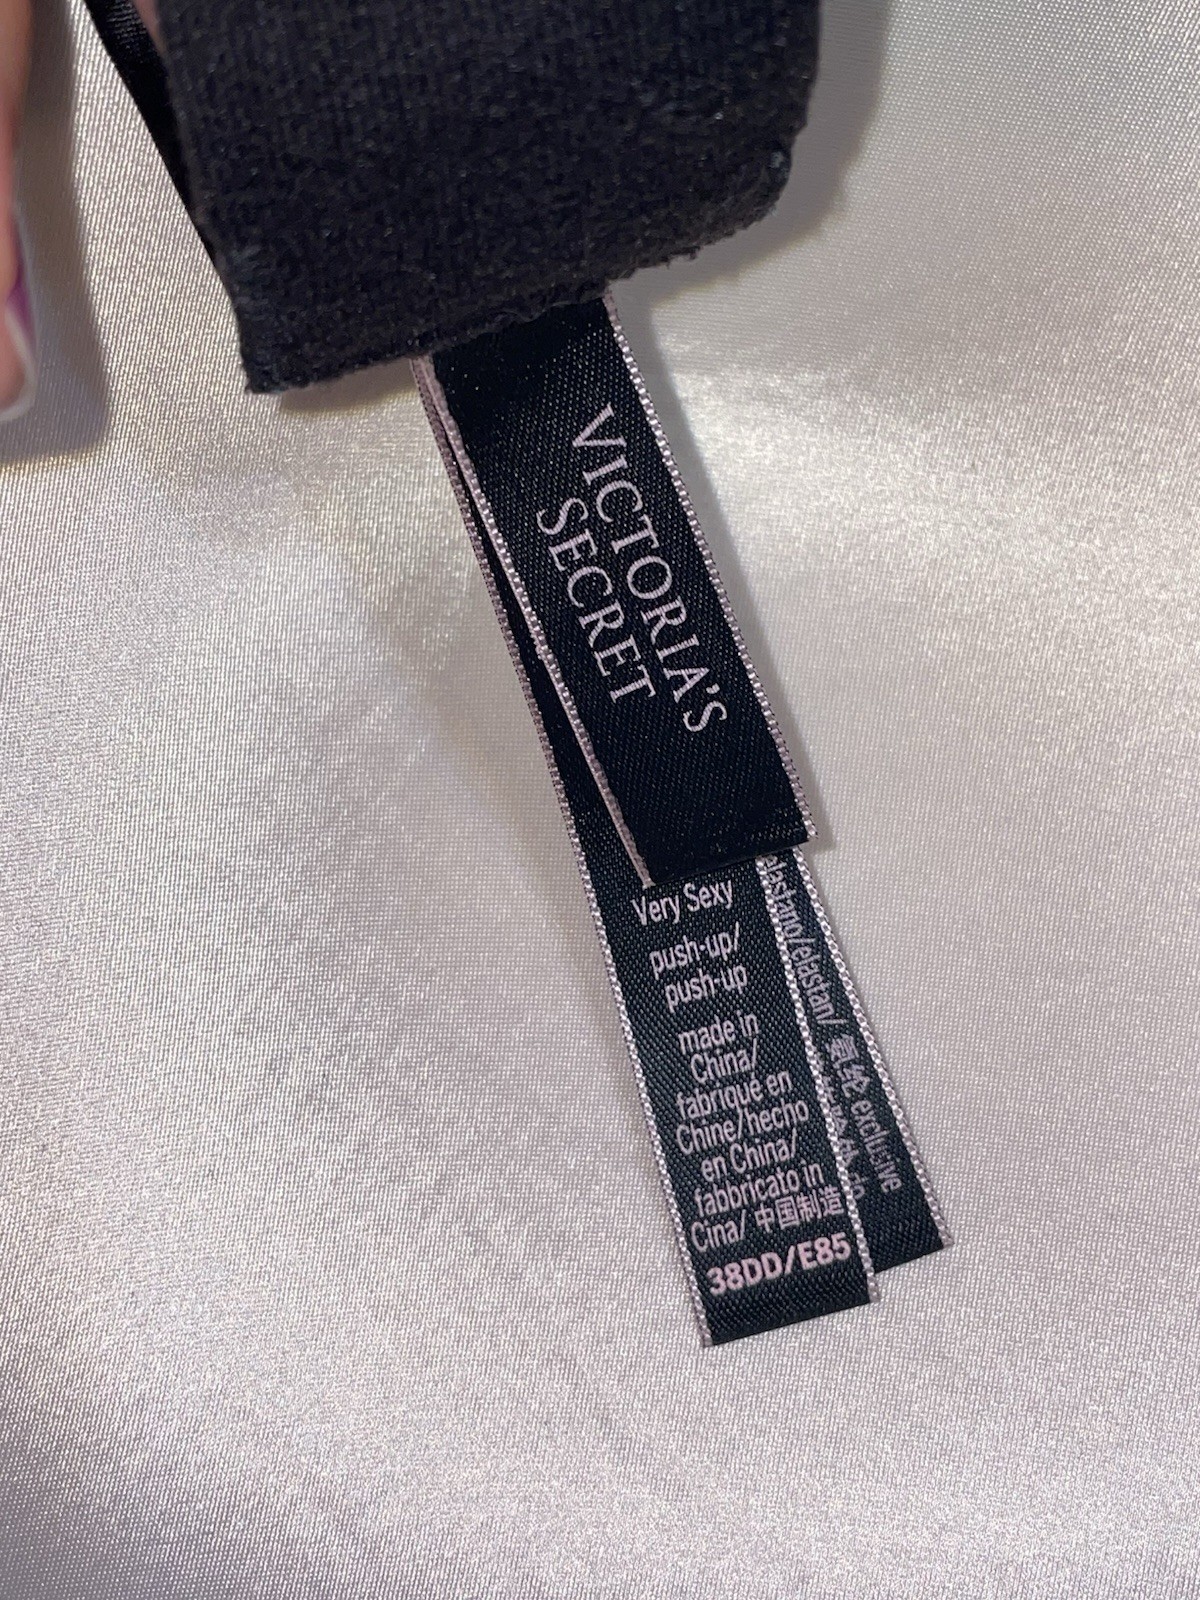 VICTORIA'S
SECRET
Very Sexy
push-up/
push-up
made in
China/
fabriqué en
Chine/hecho
en China/
fabbricato in
Cina/ 中国制造
38DD/E85
elastano/elastan/ 氨纶 exclusive